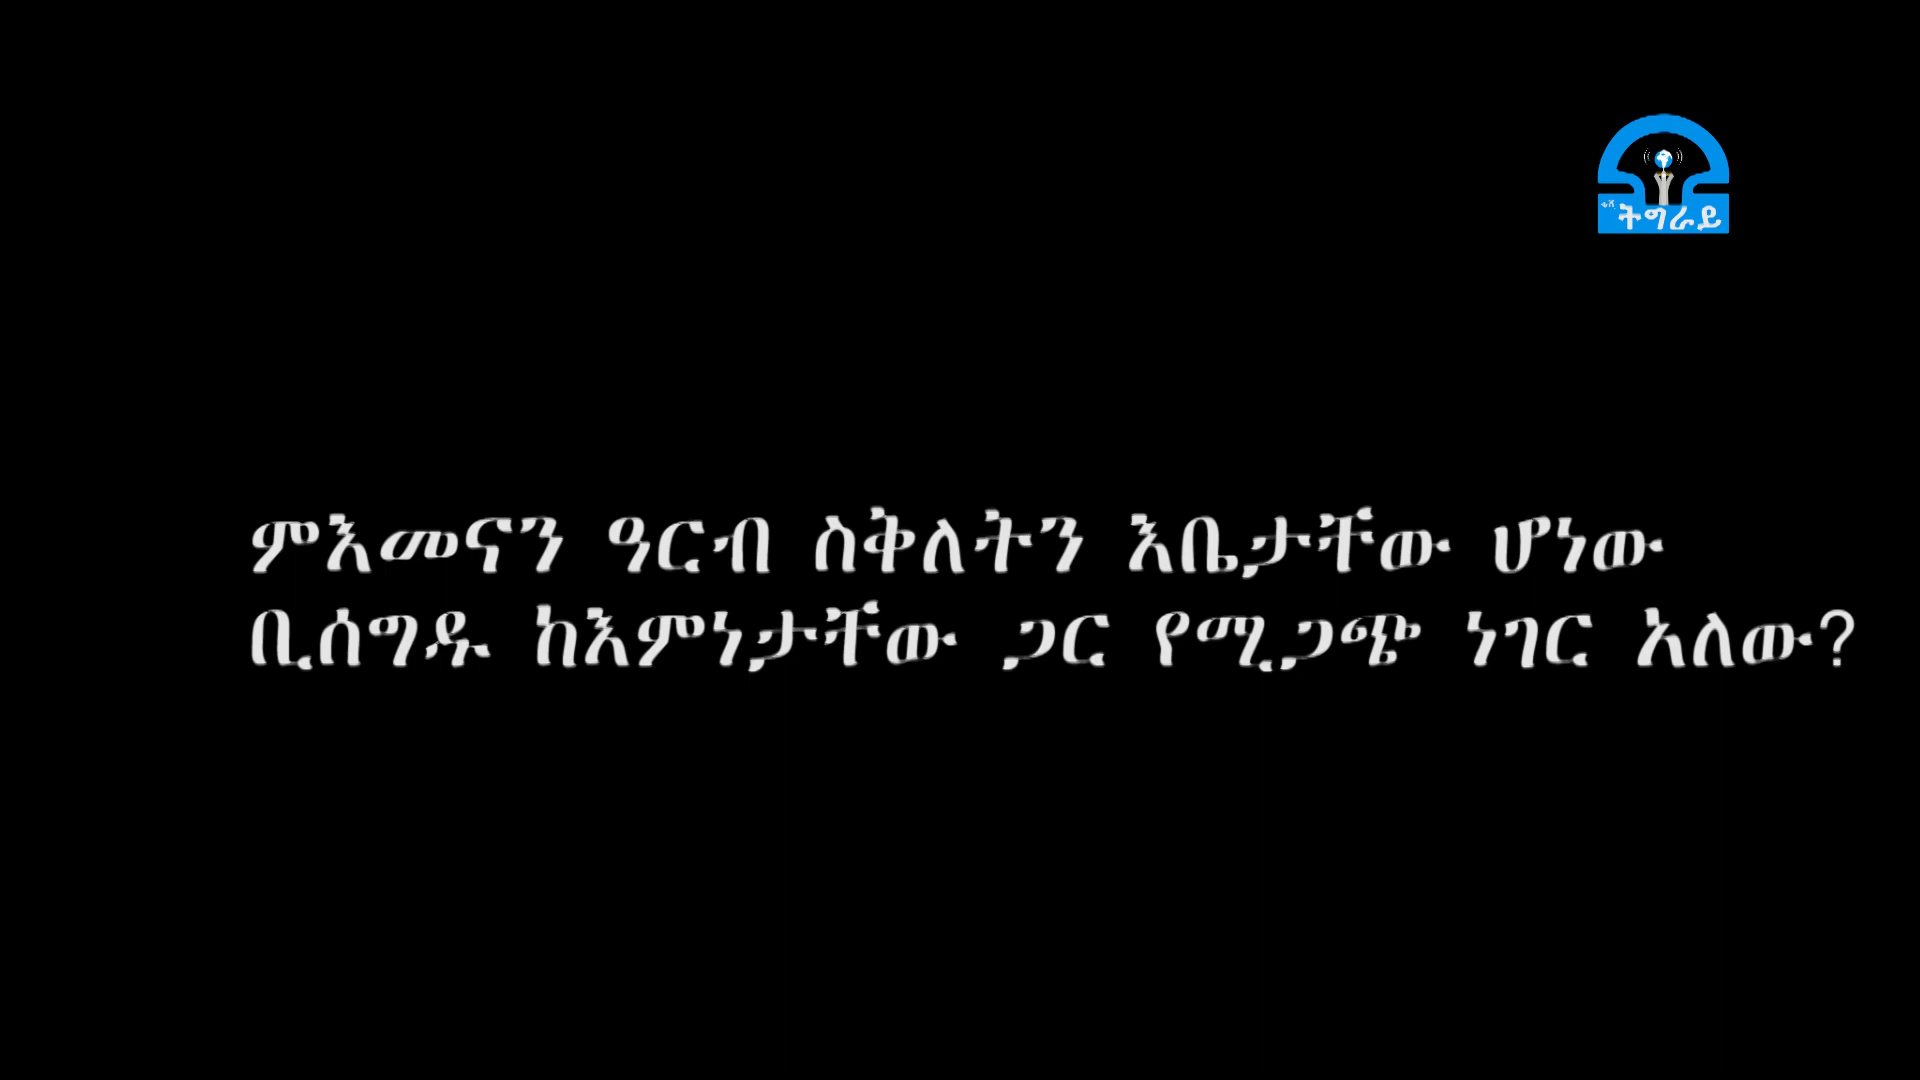 ትግራይ
ምእመናን ዓርብ ስቅለትን እቤታቸው ሆነው
ቢሰግዱ ከእምነታቸው ጋር የሚጋጭ ነገር አለው?